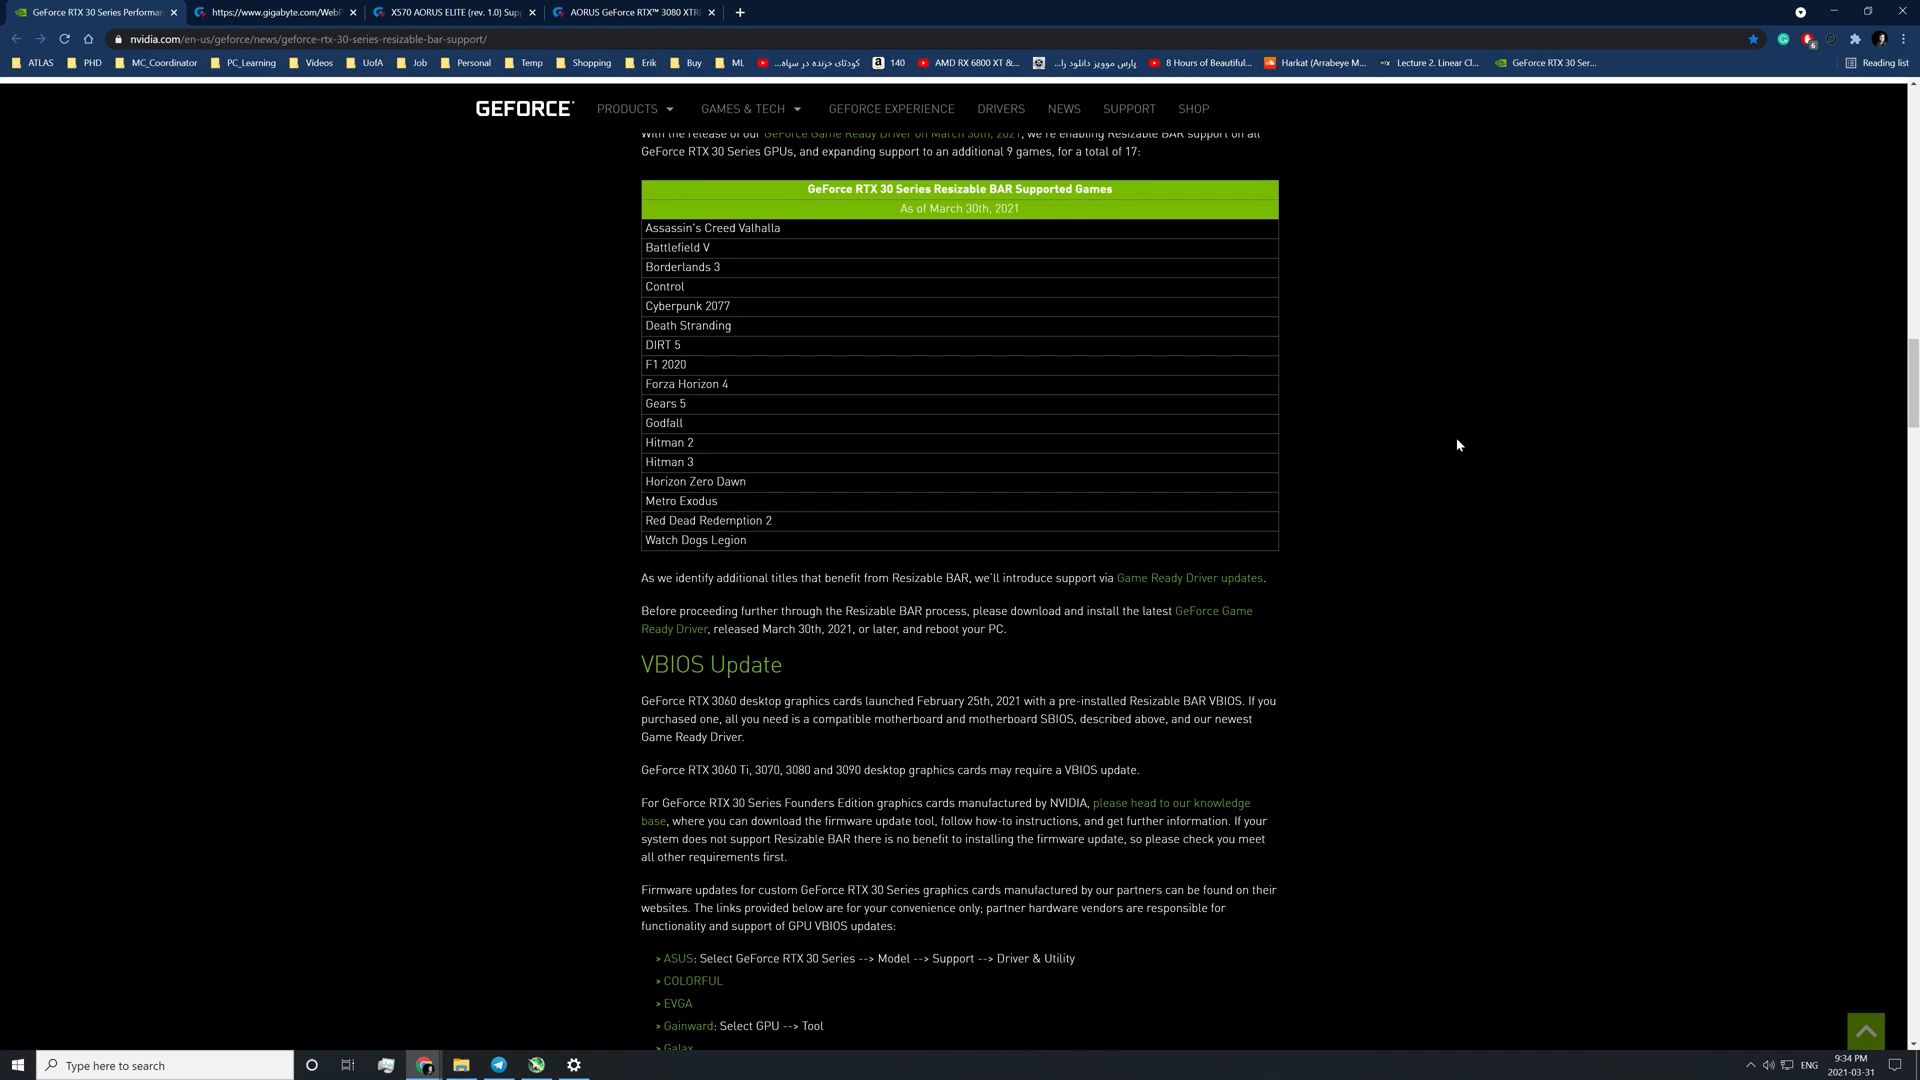 GeForce RTX 30 Series Performan
https://www.gigabyte.com/WebP
X570 AORUS ELITE (rev. 1.0) Sup
AORUS GeForce RTX™ 3080 XTR
nvidia.com/en-us/geforce/news/geforce-rtx-30-series-resizable-bar-support/
6
ATLAS PHD MC_Coordinator PC_Learning Videos UofA Job Personal Temp Shopping Erik Buy ML کودتای خزنده در سپاه... 140 AMD RX 6800 XT &... پارس موویز دانلود را... 8 Hours of Beautiful... Harkat (Arrabeye M... Lecture 2. Linear Cl... GeForce RTX 30 Ser... Reading list
GEFORCE PRODUCTS GAMES & TECH GEFORCE EXPERIENCE DRIVERS NEWS SUPPORT SHOP
With the release of our GeForce Game Ready Driver on March 30th, 2021, we're enabling Resizable BAR support on all
GeForce RTX 30 Series GPUs, and expanding support to an additional 9 games, for a total of 17:
GeForce RTX 30 Series Resizable BAR Supported Games
As of March 30th, 2021
Assassin's Creed Valhalla
Battlefield V
Borderlands 3
Control
Cyberpunk 2077
Death Stranding
DIRT 5
F1 2020
Forza Horizon 4
Gears 5
Godfall
Hitman 2
Hitman 3
Horizon Zero Dawn
Metro Exodus
Red Dead Redemption 2
Watch Dogs Legion
As we identify additional titles that benefit from Resizable BAR, we'll introduce support via Game Ready Driver updates.
Before proceeding further through the Resizable BAR process, please download and install the latest GeForce Game
Ready Driver, released March 30th, 2021, or later, and reboot your PC.
VBIOS Update
GeForce RTX 3060 desktop graphics cards launched February 25th, 2021 with a pre-installed Resizable BAR VBIOS. If you
purchased one, all you need is a compatible motherboard and motherboard SBIOS, described above, and our newest
Game Ready Driver.
GeForce RTX 3060 Ti, 3070, 3080 and 3090 desktop graphics cards may require a VBIOS update.
For GeForce RTX 30 Series Founders Edition graphics cards manufactured by NVIDIA, please head to our knowledge
base, where you can download the firmware update tool, follow how-to instructions, and get further information. If your
system does not support Resizable BAR there is no benefit to installing the firmware update, so please check you meet
all other requirements first.
Firmware updates for custom GeForce RTX 30 Series graphics cards manufactured by our partners can be found on their
websites. The links provided below are for your convenience only; partner hardware vendors are responsible for
functionality and support of GPU VBIOS updates:
> ASUS: Select GeForce RTX 30 Series --> Model --> Support --> Driver & Utility
> COLORFUL
> EVGA
> Gainward: Select GPU --> Tool
> Galax
Type here to search
ENG
9:34 PM
2021-03-31